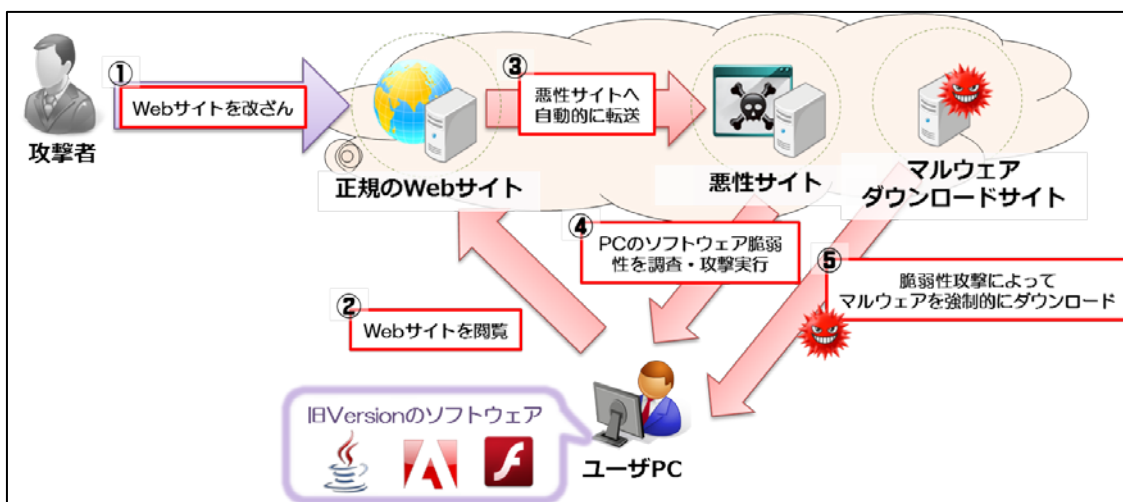 ①
Webサイトを改ざん
攻撃者
正規のWebサイト
③
悪性サイトへ
自動的に転送
悪性サイト
マルウェア
ダウンロードサイト
④
PCのソフトウェア脆弱
性を調査・攻撃実行
⑤
脆弱性攻撃によって
マルウェアを強制的にダウンロード
②
Webサイトを閲覧
旧Versionのソフトウェア
ユーザPC